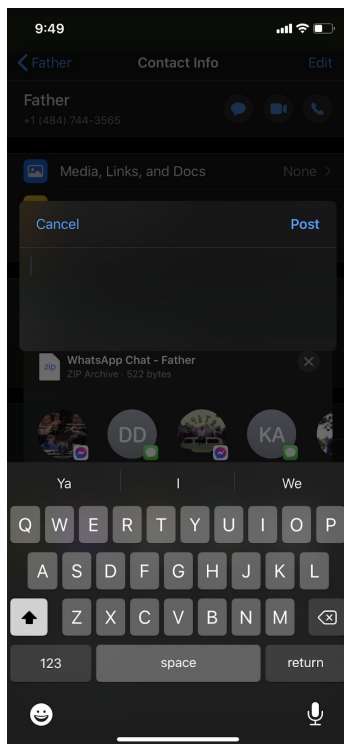 9:49
Father
Contact Info
Edit
Father
+1 (484) 744-3565
Media, Links, and Docs
None
Cancel
Post
zip
WhatsApp Chat - Father
ZIP Archive · 522 bytes
DD
KA
Ya
I
We
Q W E R T Y U I O P
A S D F G H J K L
Z X C V B N M
123
space
return